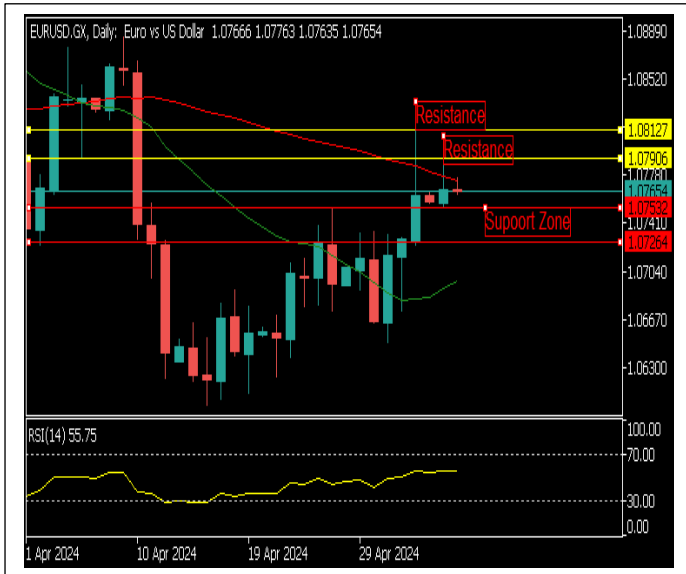 EURUSD.GX, Daily: Euro vs US Dollar 1.07666 1.07763 1.07635 1.07654
1.08890
1.08520
Resistance
1.08127
Resistance
1.07906
1.07780
1.07654
1.07532
Supoort Zone
1.07410
1.07264
1.07040
1.06670
1.06300
RSI(14) 55.75
100.00
70.00
30.00
0.00
1 Apr 2024
10 Apr 2024
19 Apr 2024
29 Apr 2024